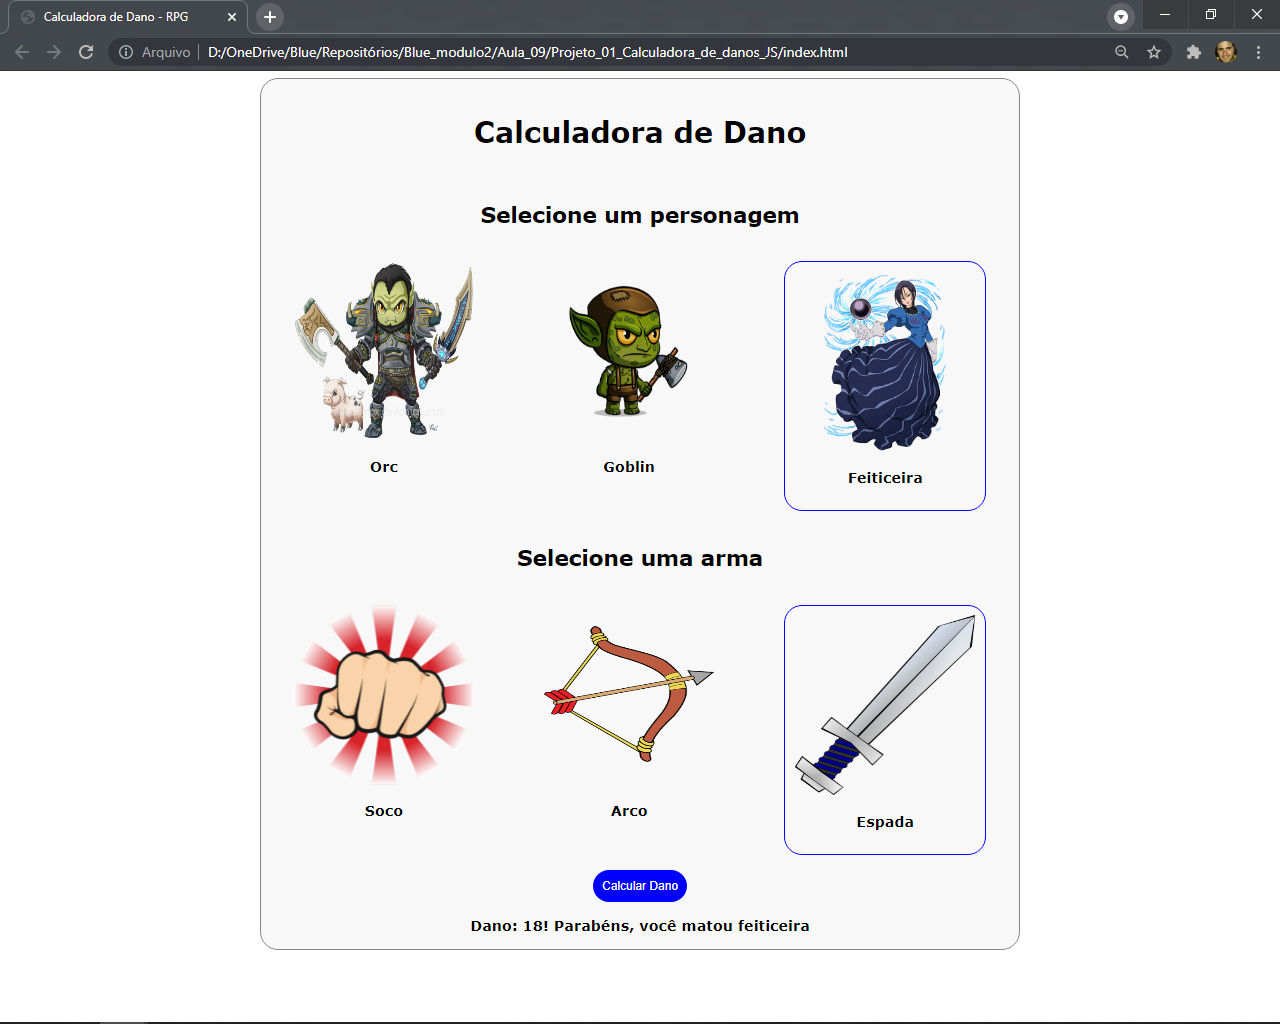 Calculadora de Dano - RPG
Arquivo D:/OneDrive/Blue/Repositórios/Blue_modulo2/Aula_09/Projeto_01_Calculadora_de_danos_JS/index.html
Calculadora de Dano
Selecione um personagem
Orc Goblin Feiticeira
Selecione uma arma
Soco Arco Espada
Calcular Dano
Dano: 18! Parabéns, você matou feiticeira